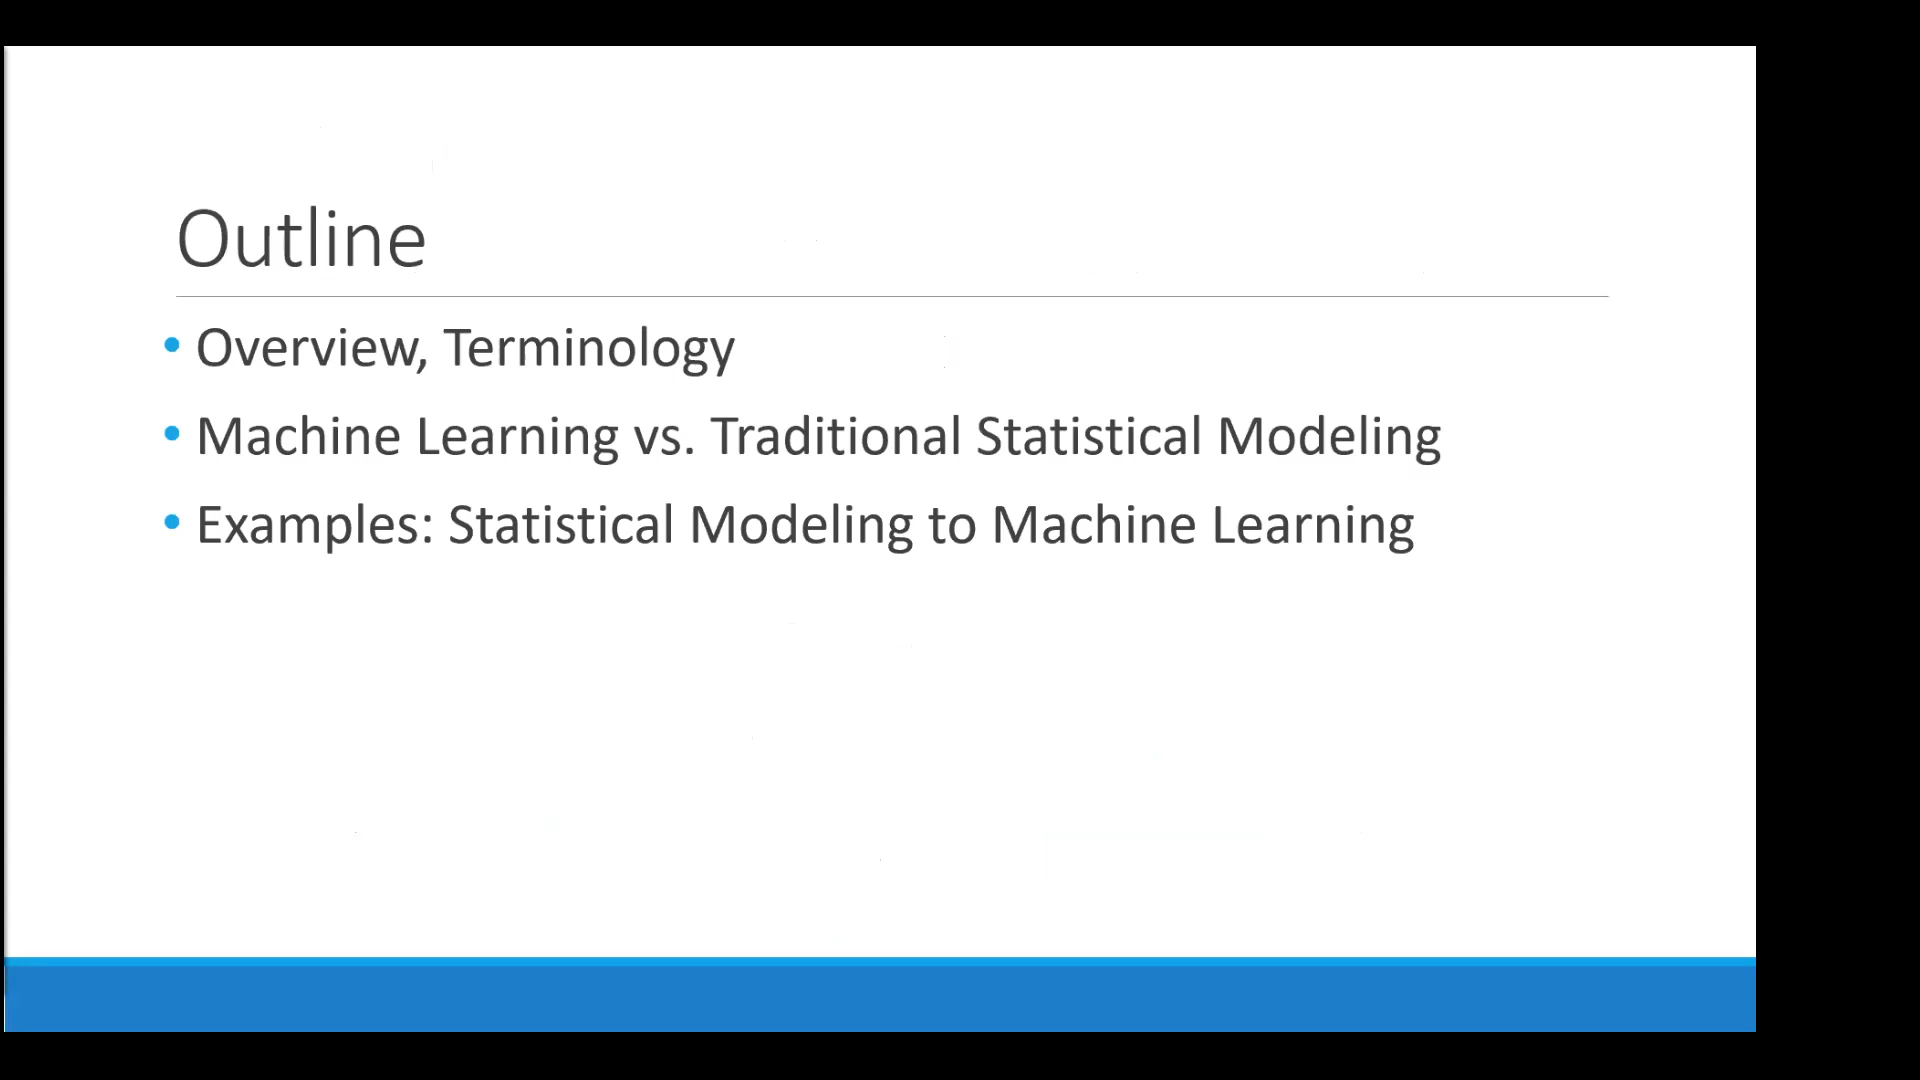 Outline
• Overview, Terminology
• Machine Learning vs. Traditional Statistical Modeling
• Examples: Statistical Modeling to Machine Learning